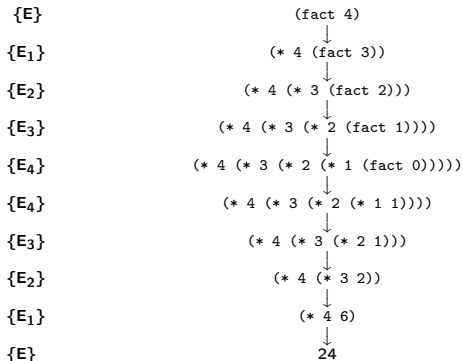 {E} (fact 4)
{E₁} (* 4 (fact 3))
{E₂} (* 4 (* 3 (fact 2)))
{E₃} (* 4 (* 3 (* 2 (fact 1))))
{E₄} (* 4 (* 3 (* 2 (* 1 (fact 0)))))
{E₄} (* 4 (* 3 (* 2 (* 1 1))))
{E₃} (* 4 (* 3 (* 2 1)))
{E₂} (* 4 (* 3 2))
{E₁} (* 4 6)
{E} 24